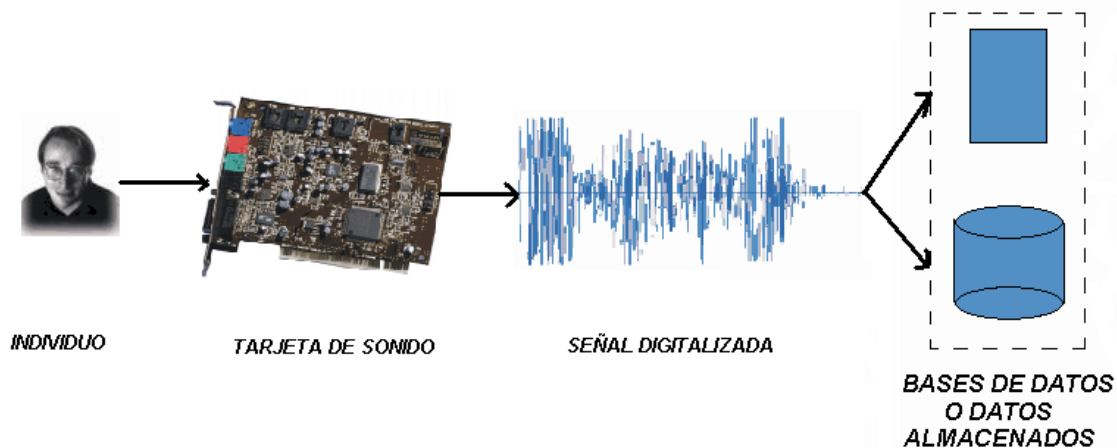 INDIVIDUO
TARJETA DE SONIDO
SEÑAL DIGITALIZADA
BASES DE DATOS
O DATOS
ALMACENADOS